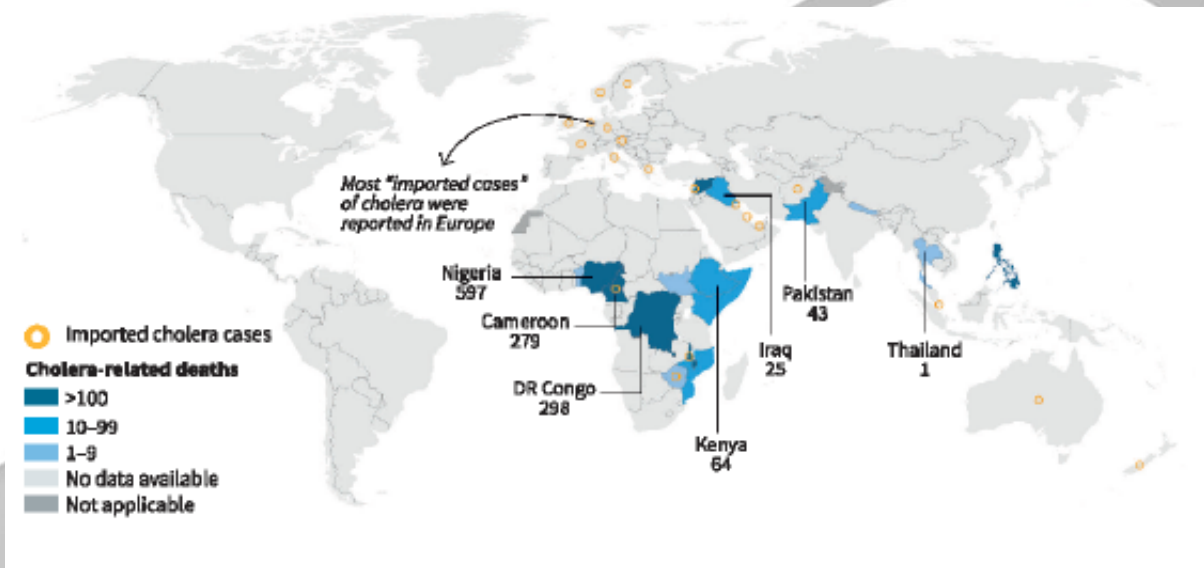 Most "imported cases"
of cholera were
reported in Europe
Nigeria
597
Cameroon
279
DR Congo
298
Kenya
64
Iraq
25
Pakistan
43
Thailand
1
Imported cholera cases
Cholera-related deaths
>100
10–99
1–9
No data available
Not applicable